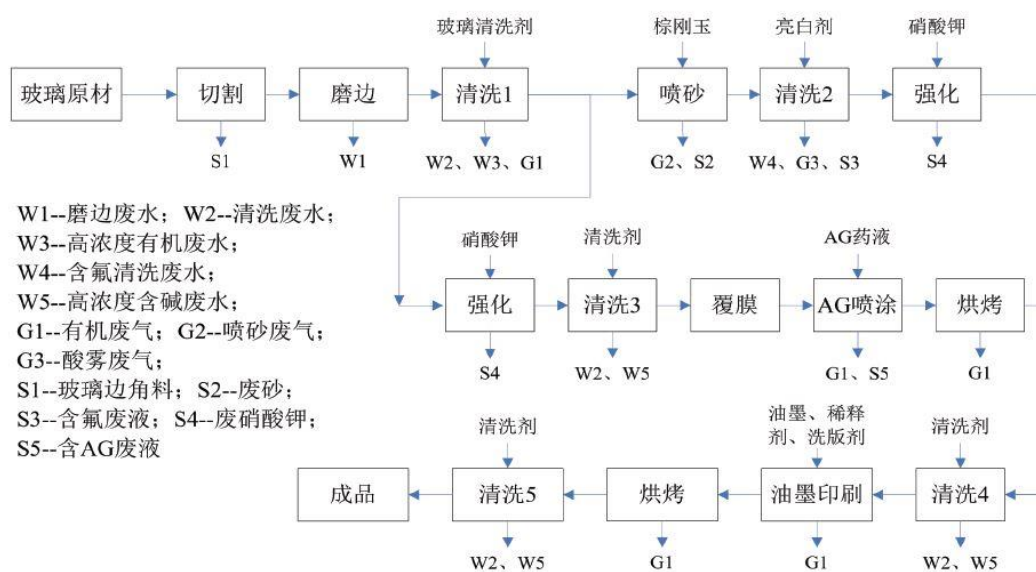 玻璃清洗剂
棕刚玉
亮白剂
硝酸钾
玻璃原材
切割
磨边
清洗1
喷砂
清洗2
强化
S1
W1
W2、W3、G1
G2、S2
W4、G3、S3
S4
W1--磨边废水；W2--清洗废水；
W3--高浓度有机废水；
W4--含氟清洗废水；
W5--高浓度含碱废水；
G1--有机废气；G2--喷砂废气；
G3--酸雾废气；
S1--玻璃边角料；S2--废砂；
S3--含氟废液；S4--废硝酸钾；
S5--含AG废液
硝酸钾
清洗剂
AG药液
强化
清洗3
覆膜
AG喷涂
烘烤
S4
W2、W5
G1、S5
G1
清洗剂
油墨、稀释
剂、洗版剂
清洗剂
成品
清洗5
烘烤
油墨印刷
清洗4
W2、W5
G1
G1
W2、W5